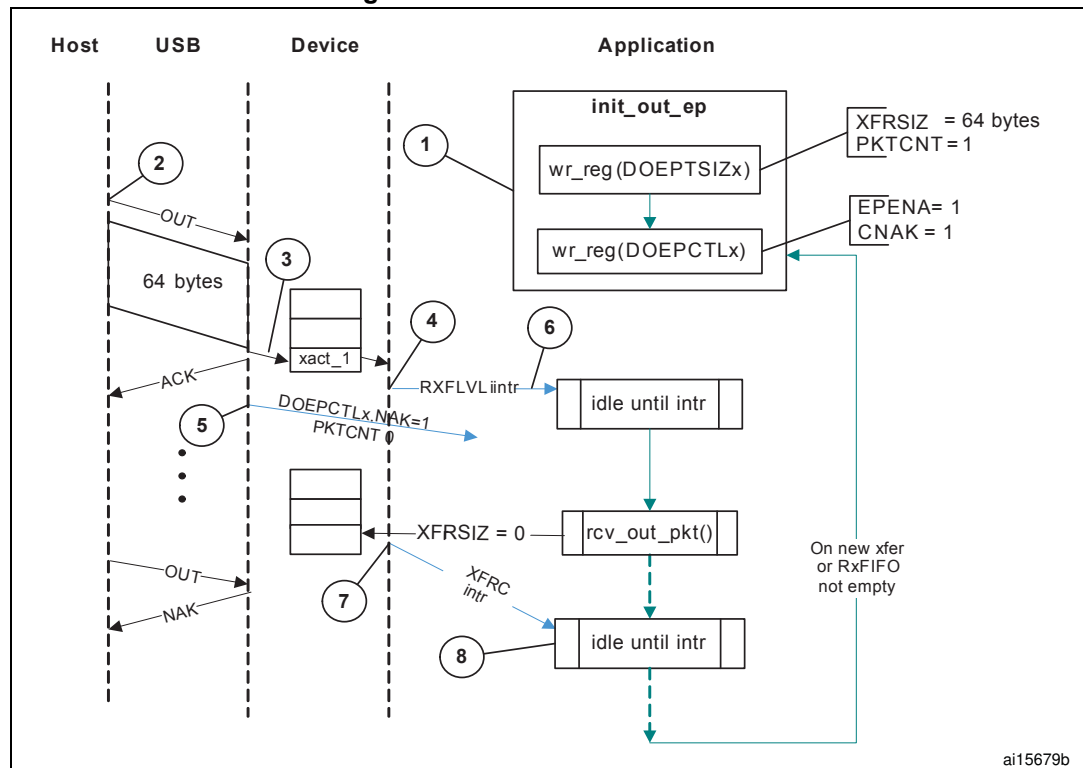 Host USB Device Application
init_out_ep
1
wr_reg(DOEPTSIZx)
XFRSIZ = 64 bytes
PKTCNT = 1
wr_reg(DOEPCTLx)
EPENA= 1
CNAK = 1
2
OUT
64 bytes
3
xact_1
ACK
4
RXFLVL iintr
6
idle until intr
5
DOEPCTLx.NAK=1
PKTCNT 0
XFRSIZ = 0
rcv_out_pkt()
On new xfer
or RxFIFO
not empty
OUT
NAK
7
XFRC
intr
8
idle until intr
ai15679b